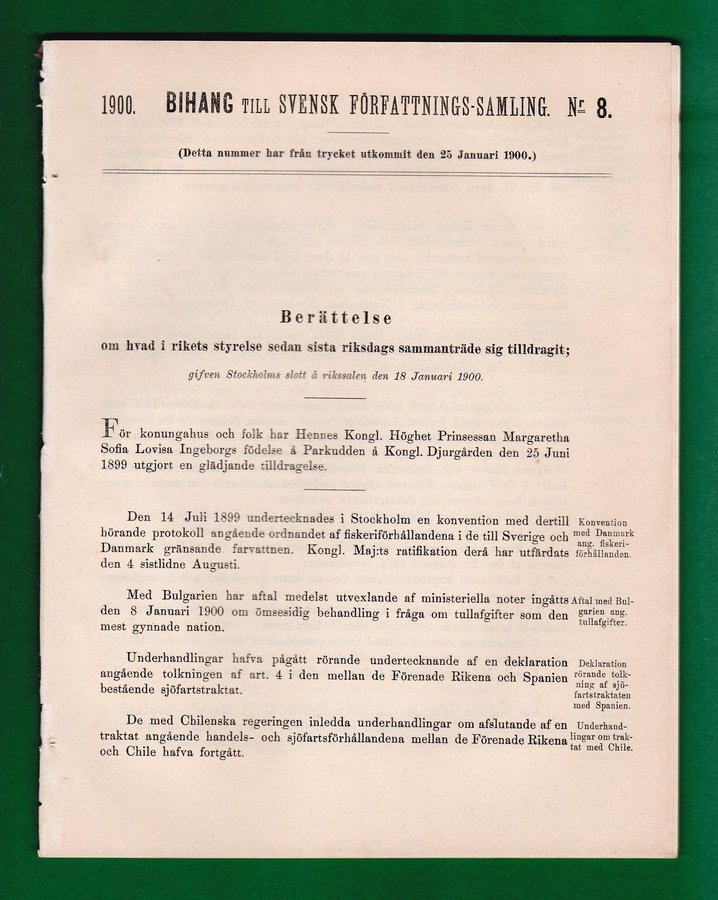 1900. BIHANG TILL SVENSK FÖRFATTNINGS-SAMLING. Nr 8.
(Detta nummer har från trycket utkommit den 25 Januari 1900.)
Berättelse
om hvad i rikets styrelse sedan sista riksdags sammanträde sig tilldragit;
gifven Stockholms slott å rikssalen den 18 Januari 1900.
För konungahus och folk har Hennes Kongl. Höghet Prinsessan Margaretha
Sofia Lovisa Ingeborgs födelse å Parkudden å Kongl. Djurgården den 25 Juni
1899 utgjort en glädjande tilldragelse.
Den 14 Juli 1899 undertecknades i Stockholm en konvention med dertill
hörande protokoll angående ordnandet af fiskeriförhållandena i de till Sverige och
Danmark gränsande farvattnen. Kongl. Maj:ts ratifikation derå har utfärdats
den 4 sistlidne Augusti.
Konvention
med Danmark
ang. fiskeri-
förhållanden.
Med Bulgarien har aftal medelst utvexlande af ministeriella noter ingåtts
den 8 Januari 1900 om ömsesidig behandling i fråga om tullafgifter som den
mest gynnade nation.
Aftal med Bul-
garien ang.
tullafgifter.
Underhandlingar hafva pågått rörande undertecknande af en deklaration
angående tolkningen af art. 4 i den mellan de Förenade Rikena och Spanien
bestående sjöfartstraktat.
Deklaration
rörande tolk-
ning af sjö-
fartstraktaten
med Spanien.
De med Chilenska regeringen inledda underhandlingar om afslutande af en
traktat angående handels- och sjöfartsförhållandena mellan de Förenade Rikena
och Chile hafva fortgått.
Underhand-
lingar om trak-
tat med Chile.